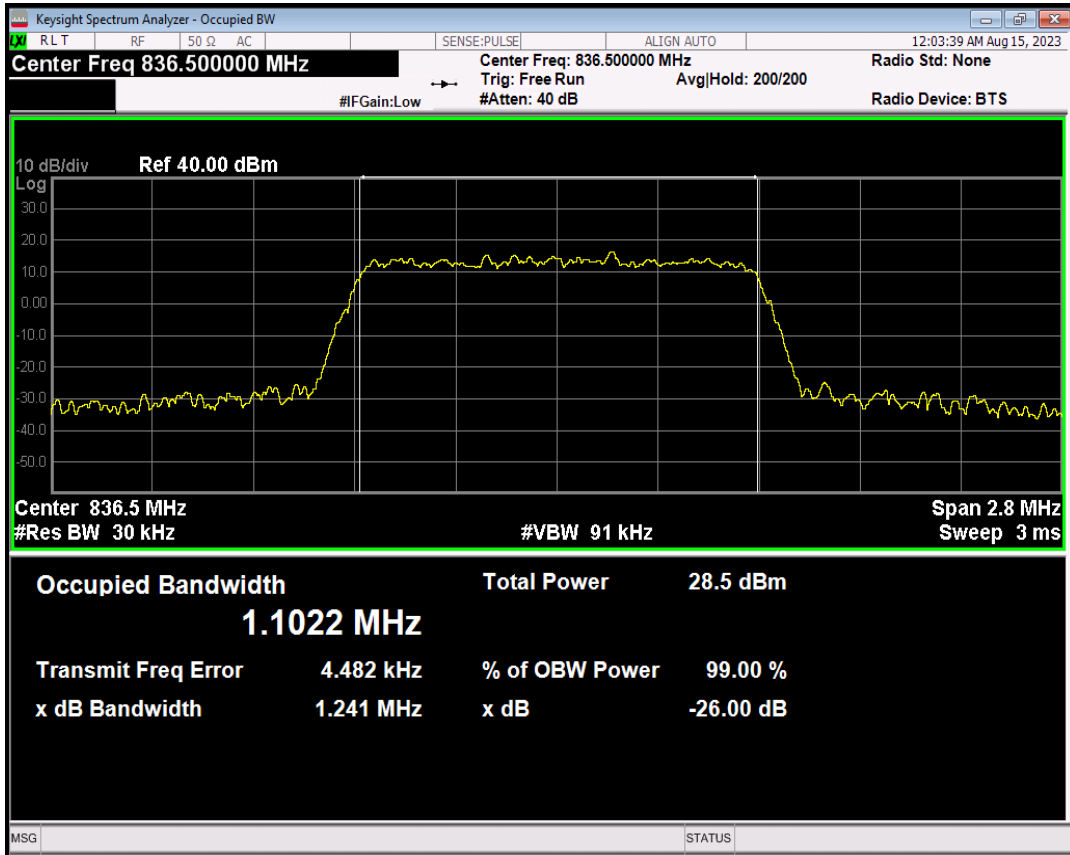 Keysight Spectrum Analyzer - Occupied BW
LXI RLT RF 50 Ω AC SENSE:PULSE ALIGN AUTO 12:03:39 AM Aug 15, 2023
Center Freq 836.500000 MHz Center Freq: 836.500000 MHz Radio Std: None
Trig: Free Run Avg|Hold: 200/200
#IFGain:Low #Atten: 40 dB Radio Device: BTS
10 dB/div Ref 40.00 dBm
Log
30.0
20.0
10.0
0.00
-10.0
-20.0
-30.0
-40.0
-50.0
Center 836.5 MHz Span 2.8 MHz
#Res BW 30 kHz #VBW 91 kHz Sweep 3 ms
Occupied Bandwidth Total Power 28.5 dBm
1.1022 MHz
Transmit Freq Error 4.482 kHz % of OBW Power 99.00 %
x dB Bandwidth 1.241 MHz x dB -26.00 dB
MSG STATUS